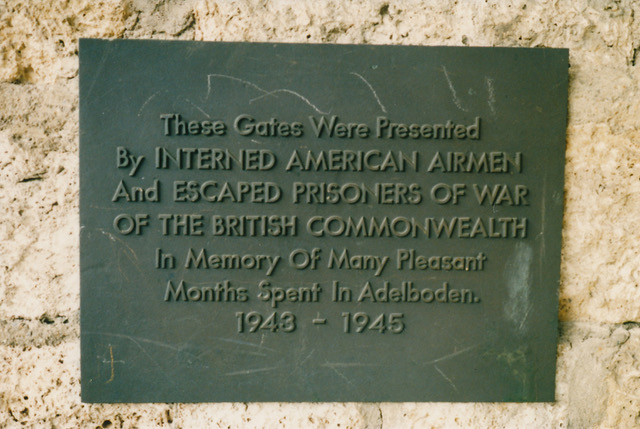 These Gates Were Presented
By INTERNED AMERICAN AIRMEN
And ESCAPED PRISONERS OF WAR
OF THE BRITISH COMMONWEALTH
In Memory Of Many Pleasant
Months Spent In Adelboden.
1943 - 1945